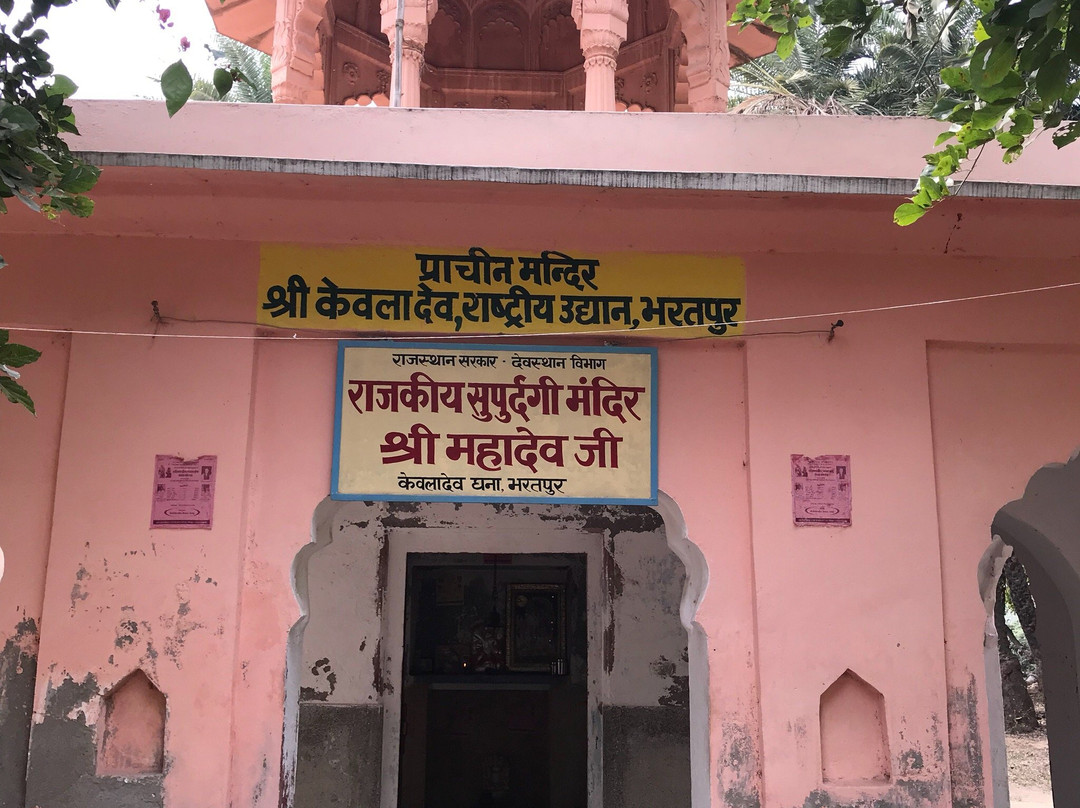 प्राचीन मन्दिर
श्री केवला देव, राष्ट्रीय उद्यान, भरतपुर
राजस्थान सरकार · देवस्थान विभाग
राजकीय सुपुर्दगी मंदिर
श्री महादेव जी
केवलादेव घना, भरतपुर